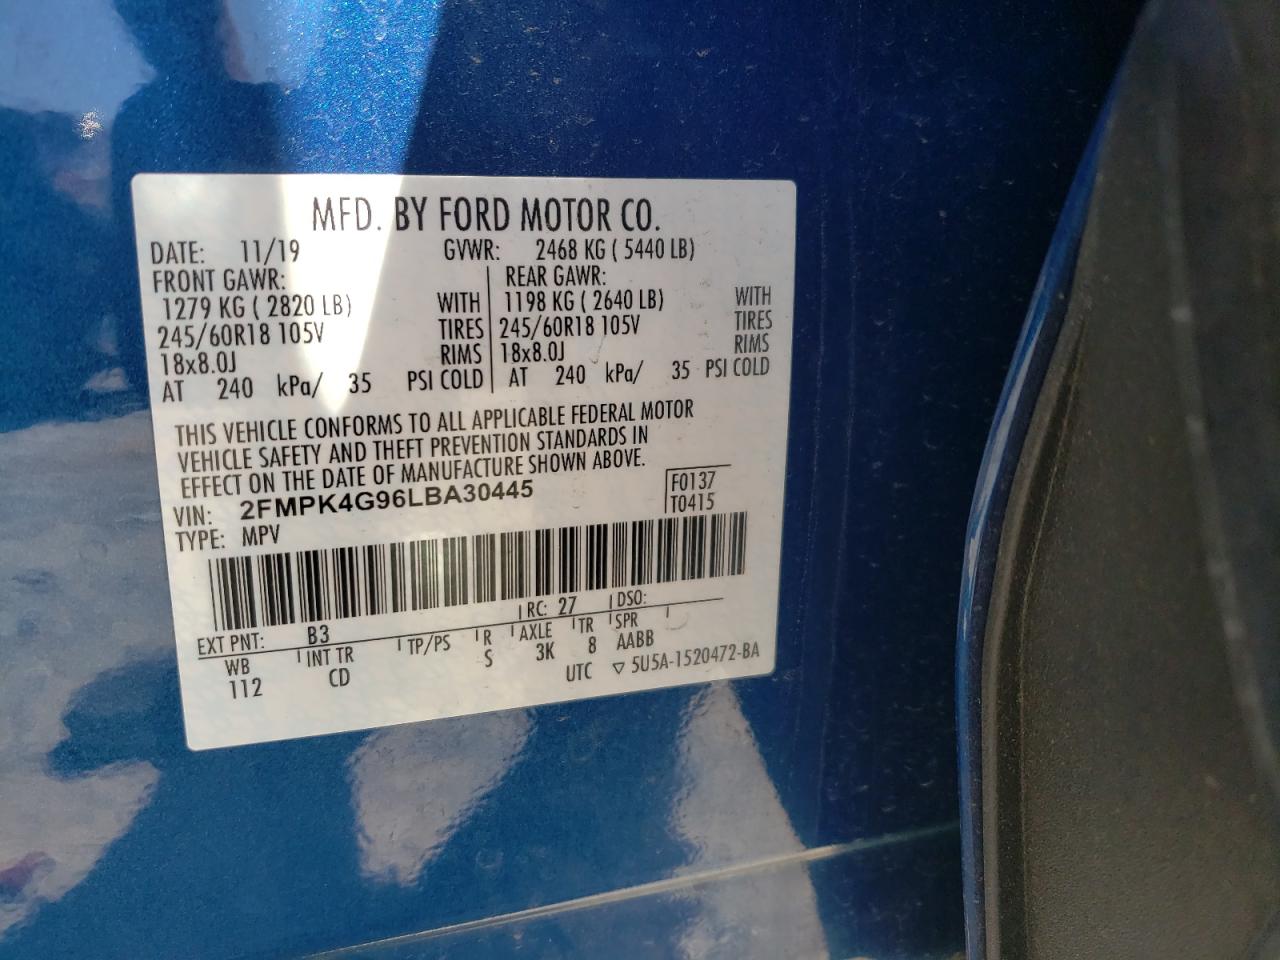 MFD. BY FORD MOTOR CO.
DATE: 11/19 GVWR: 2468 KG ( 5440 LB)
FRONT GAWR: REAR GAWR:
1279 KG ( 2820 LB) WITH 1198 KG ( 2640 LB) WITH
245/60R18 105V TIRES 245/60R18 105V TIRES
18x8.0J RIMS 18x8.0J RIMS
AT 240 kPa/ 35 PSI COLD AT 240 kPa/ 35 PSI COLD
THIS VEHICLE CONFORMS TO ALL APPLICABLE FEDERAL MOTOR
VEHICLE SAFETY AND THEFT PREVENTION STANDARDS IN
EFFECT ON THE DATE OF MANUFACTURE SHOWN ABOVE.
VIN: 2FMPK4G96LBA30445 F0137
TYPE: MPV T0415
EXT PNT: B3 RC: 27 DSO:
WB INT TR TP/PS R AXLE TR SPR
112 CD S 3K 8 AABB
UTC ▽ 5U5A-1520472-BA